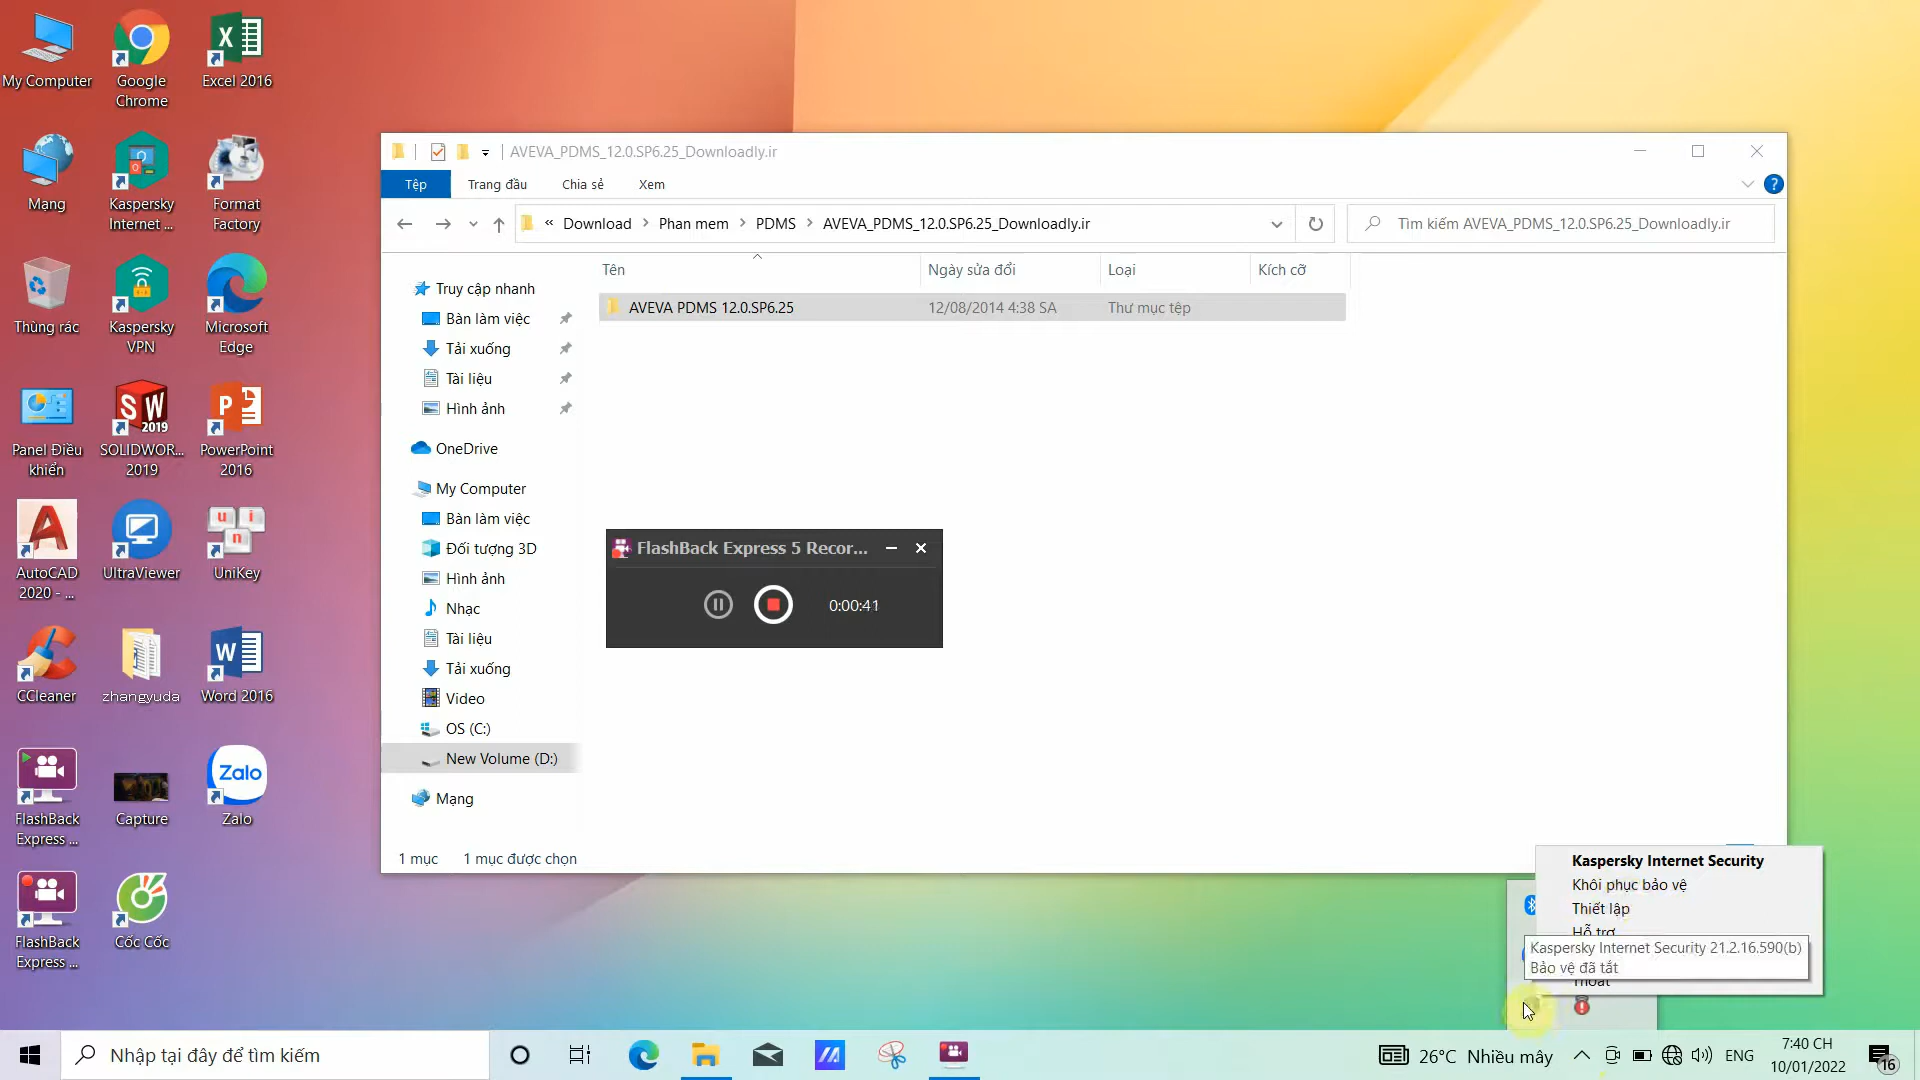 My Computer
Google
Chrome
Excel 2016
Mạng
Kaspersky
Internet ...
Format
Factory
Thùng rác
Kaspersky
VPN
Microsoft
Edge
Panel Điều
khiển
SW
2019
SOLIDWOR...
2019
PowerPoint
2016
AutoCAD
2020 - ...
UltraViewer
UniKey
CCleaner
zhangyuda
Word 2016
FlashBack
Express ...
Capture
Zalo
Zalo
FlashBack
Express ...
Cốc Cốc
AVEVA_PDMS_12.0.SP6.25_Downloadly.ir
Tệp
Trang đầu
Chia sẻ
Xem
« Download > Phan mem > PDMS > AVEVA_PDMS_12.0.SP6.25_Downloadly.ir
Tìm kiếm AVEVA_PDMS_12.0.SP6.25_Downloadly.ir
Tên
Ngày sửa đổi
Loại
Kích cỡ
AVEVA PDMS 12.0.SP6.25
12/08/2014 4:38 SA
Thư mục tệp
Truy cập nhanh
Bàn làm việc
Tải xuống
Tài liệu
Hình ảnh
OneDrive
My Computer
Bàn làm việc
Đối tượng 3D
Hình ảnh
Nhạc
Tài liệu
Tải xuống
Video
OS (C:)
New Volume (D:)
Mạng
1 mục
1 mục được chọn
FlashBack Express 5 Recor...
0:00:41
Kaspersky Internet Security
Khôi phục bảo vệ
Thiết lập
Hỗ trợ
Kaspersky Internet Security 21.2.16.590(b)
Bảo vệ đã tắt
Thoát
Nhập tại đây để tìm kiếm
26°C Nhiều mây
ENG
7:40 CH
10/01/2022
16